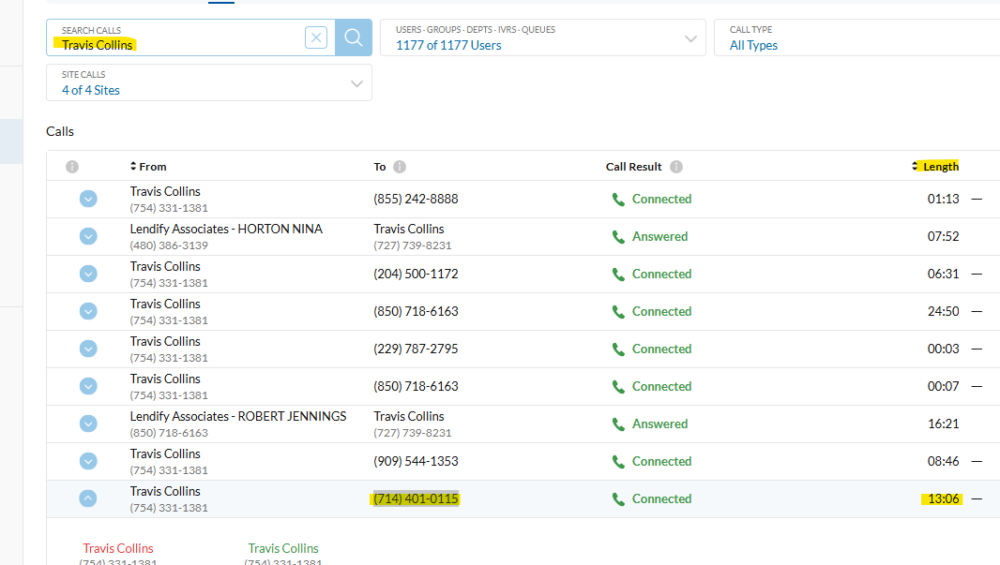 SEARCH CALLS
Travis Collins
USERS · GROUPS · DEPTS · IVRS · QUEUES
1177 of 1177 Users
CALL TYPE
All Types
SITE CALLS
4 of 4 Sites
Calls
From To Call Result Length
Travis Collins
(754) 331-1381 (855) 242-8888 Connected 01:13 —
Lendify Associates - HORTON NINA Travis Collins
(480) 386-3139 (727) 739-8231 Answered 07:52
Travis Collins
(754) 331-1381 (204) 500-1172 Connected 06:31 —
Travis Collins
(754) 331-1381 (850) 718-6163 Connected 24:50 —
Travis Collins
(754) 331-1381 (229) 787-2795 Connected 00:03 —
Travis Collins
(754) 331-1381 (850) 718-6163 Connected 00:07 —
Lendify Associates - ROBERT JENNINGS Travis Collins
(850) 718-6163 (727) 739-8231 Answered 16:21
Travis Collins
(754) 331-1381 (909) 544-1353 Connected 08:46 —
Travis Collins
(754) 331-1381 (714) 401-0115 Connected 13:06 —
Travis Collins Travis Collins
(754) 331-1381 (754) 331-1381